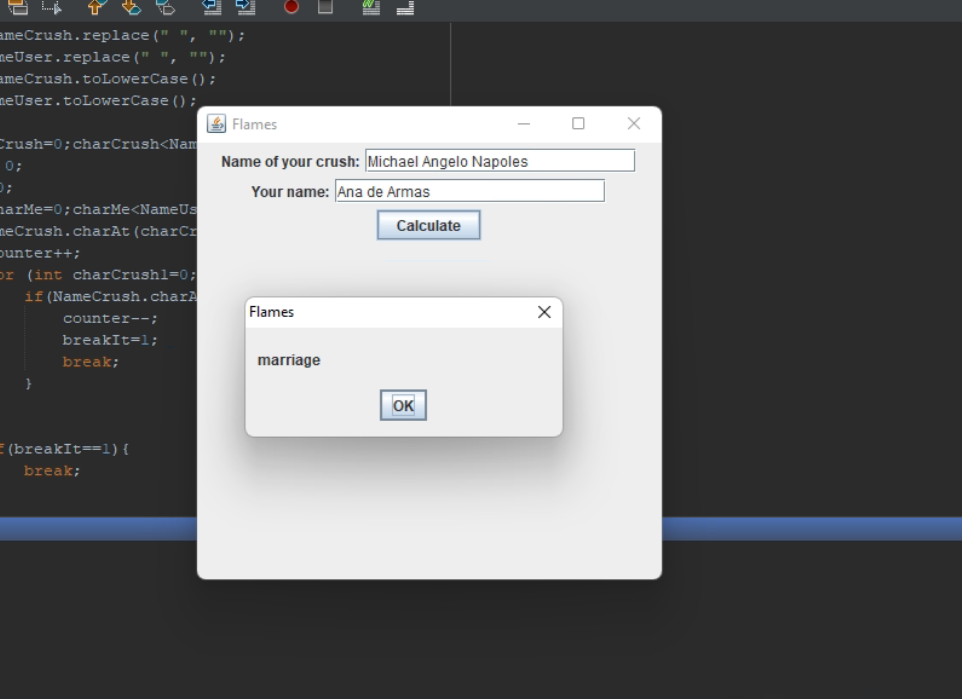 ameCrush.replace(" ", "");
meUser.replace(" ", "");
ameCrush.toLowerCase();
meUser.toLowerCase();
Crush=0;charCrush<Nam
0;
0;
harMe=0;charMe<NameUs
meCrush.charAt(charCr
ounter++;
or (int charCrush1=0;
if(NameCrush.charA
counter--;
breakIt=1;
break;
}
f(breakIt==1){
break;
Flames
Name of your crush: Michael Angelo Napoles
Your name: Ana de Armas
Calculate
Flames
marriage
OK